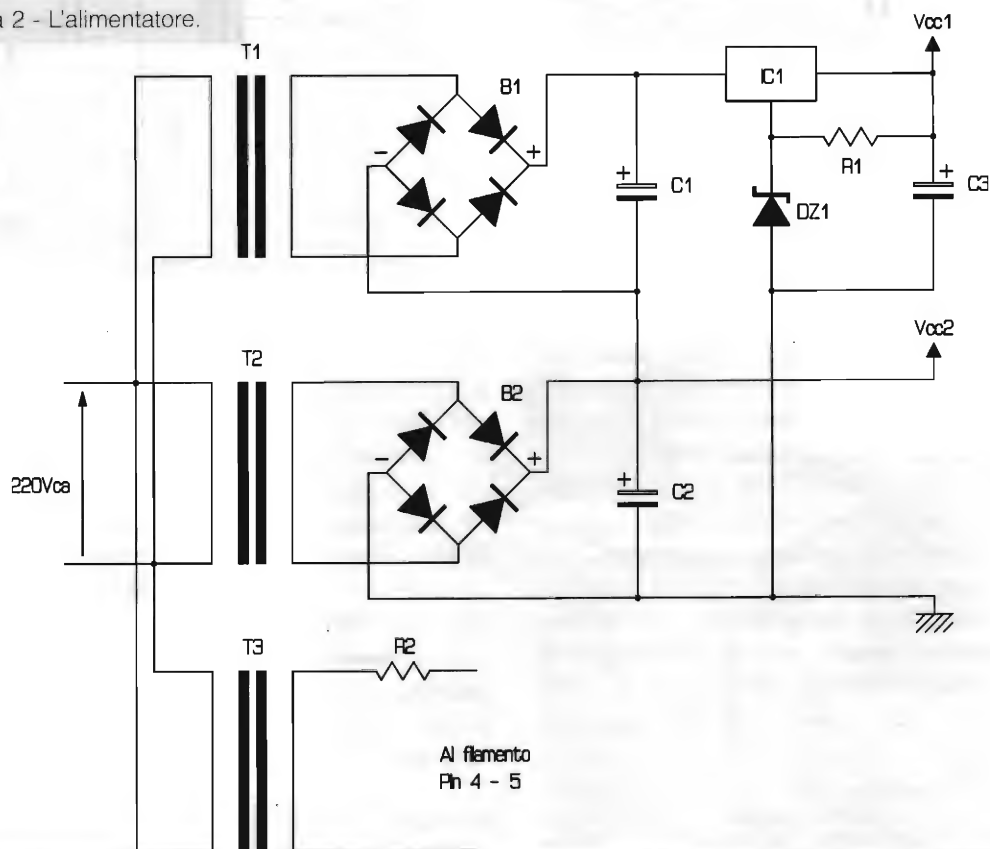 a 2 - L'alimentatore.
Vcc1
T1
B1
IC1
- +
R1
+ C1
+ C3
DZ1
Vcc2
T2
B2
- +
220Vca
+ C2
T3
R2
Al filamento
Pin 4 - 5